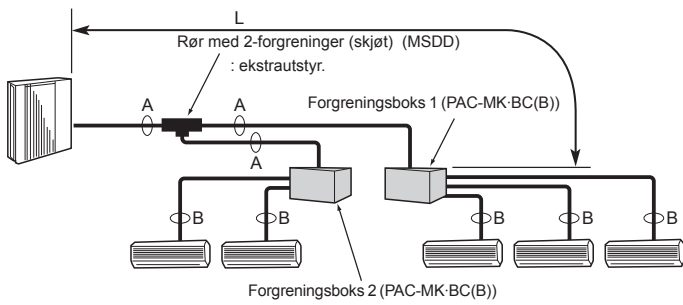 L
Rør med 2-forgreninger (skjøt) (MSDD)
: ekstrautstyr.
A
A
Forgreningsboks 1 (PAC-MK·BC(B))
A
B
B
B
B
B
Forgreningsboks 2 (PAC-MK·BC(B))